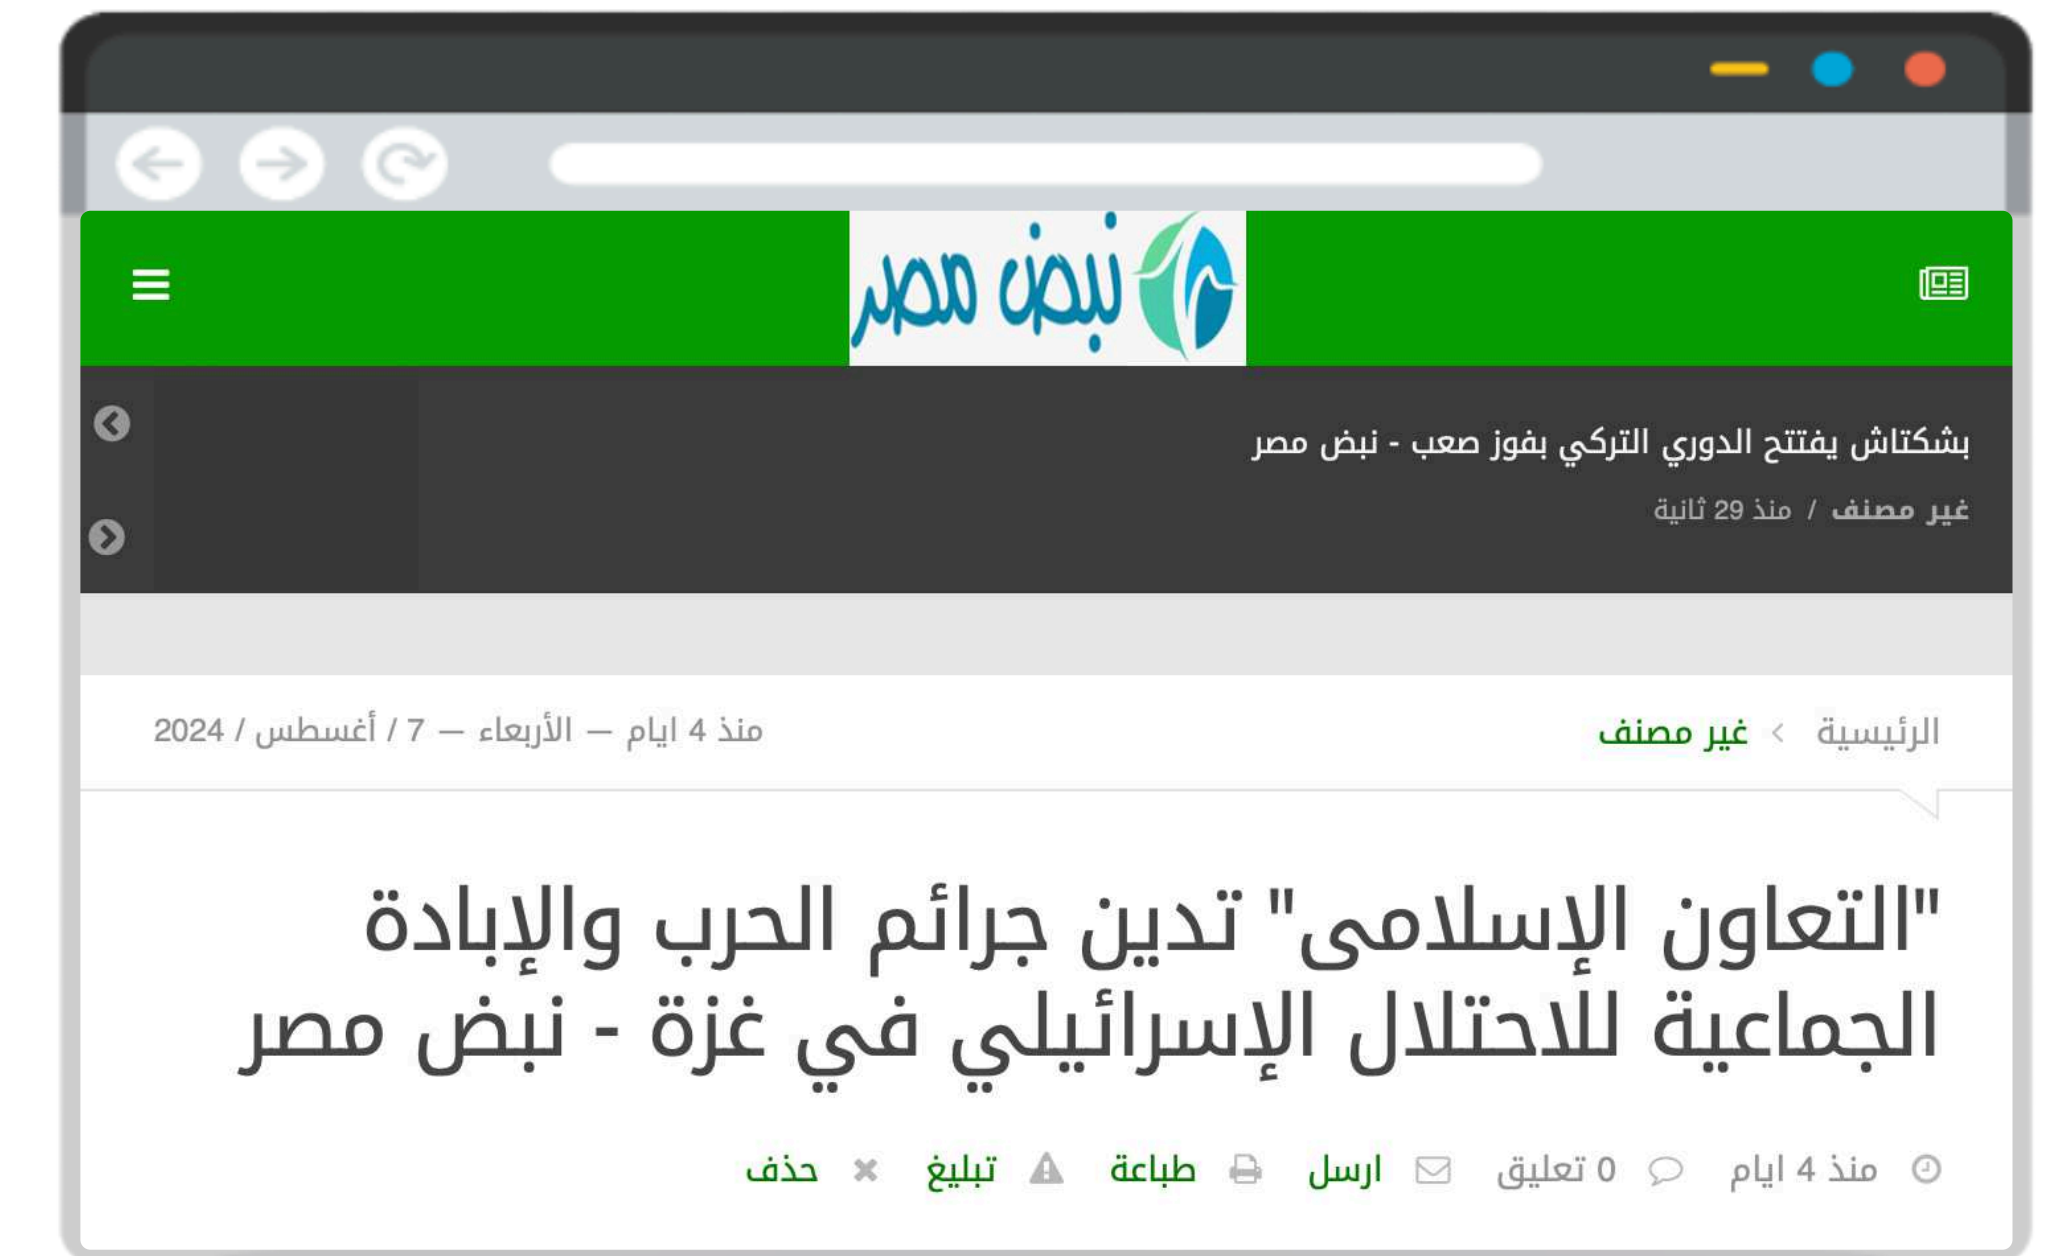 نبض مصر
بشكتاش يفتتح الدوري التركي بفوز صعب - نبض مصر
غير مصنف / منذ 29 ثانية
الرئيسية › غير مصنف
منذ 4 ايام — الأربعاء — 7 / أغسطس / 2024
"التعاون الإسلامى" تدين جرائم الحرب والإبادة
الجماعية للاحتلال الإسرائيلي في غزة - نبض مصر
منذ 4 ايام 0 تعليق ارسل طباعة تبليغ حذف